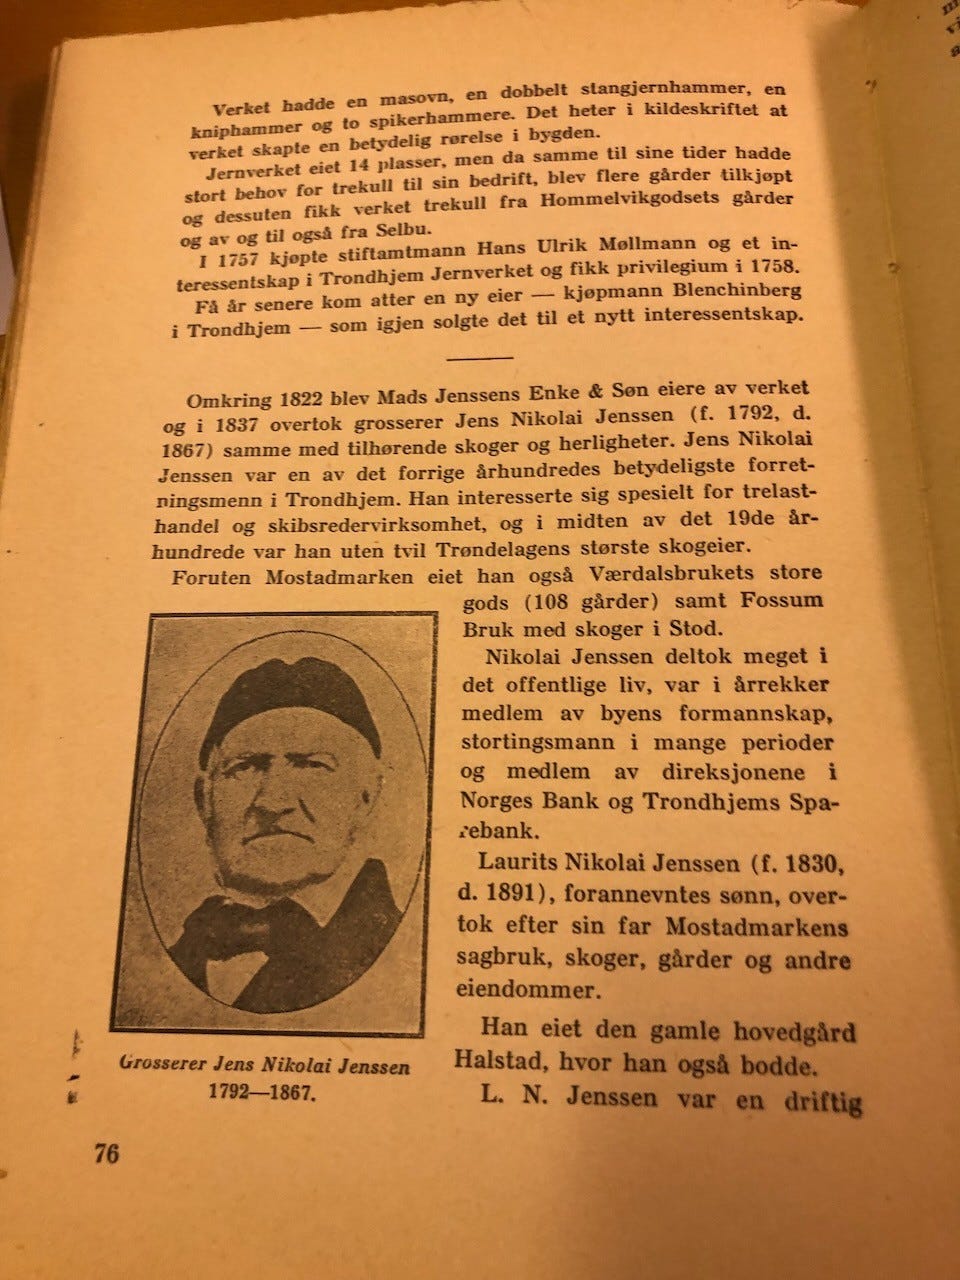 Verket hadde en masovn, en dobbelt stangjernhammer, en
kniphammer og to spikerhammere. Det heter i kildeskriftet at
verket skapte en betydelig rørelse i bygden.
Jernverket eiet 14 plasser, men da samme til sine tider hadde
stort behov for trekull til sin bedrift, blev flere gårder tilkjøpt
og dessuten fikk verket trekull fra Hommelvikgodsets gårder
og av og til også fra Selbu.
I 1757 kjøpte stiftamtmann Hans Ulrik Møllmann og et in-
teressentskap i Trondhjem Jernverket og fikk privilegium i 1758.
Få år senere kom atter en ny eier — kjøpmann Blenchinberg
i Trondhjem — som igjen solgte det til et nytt interessentskap.
Omkring 1822 blev Mads Jenssens Enke & Søn eiere av verket
og i 1837 overtok grosserer Jens Nikolai Jenssen (f. 1792, d.
1867) samme med tilhørende skoger og herligheter. Jens Nikolai
Jenssen var en av det forrige århundredes betydeligste forret-
ningsmenn i Trondhjem. Han interesserte sig spesielt for trelast-
handel og skibsredervirksomhet, og i midten av det 19de år-
hundrede var han uten tvil Trøndelagens største skogeier.
Foruten Mostadmarken eiet han også Værdalsbrukets store
gods (108 gårder) samt Fossum
Bruk med skoger i Stod.
Nikolai Jenssen deltok meget i
det offentlige liv, var i årrekker
medlem av byens formannskap,
stortingsmann i mange perioder
og medlem av direksjonene i
Norges Bank og Trondhjems Spa-
rebank.
Laurits Nikolai Jenssen (f. 1830,
d. 1891), forannevntes sønn, over-
tok efter sin far Mostadmarkens
sagbruk, skoger, gårder og andre
eiendommer.
Han eiet den gamle hovedgård
Halstad, hvor han også bodde.
L. N. Jenssen var en driftig
Grosserer Jens Nikolai Jenssen
1792—1867.
76